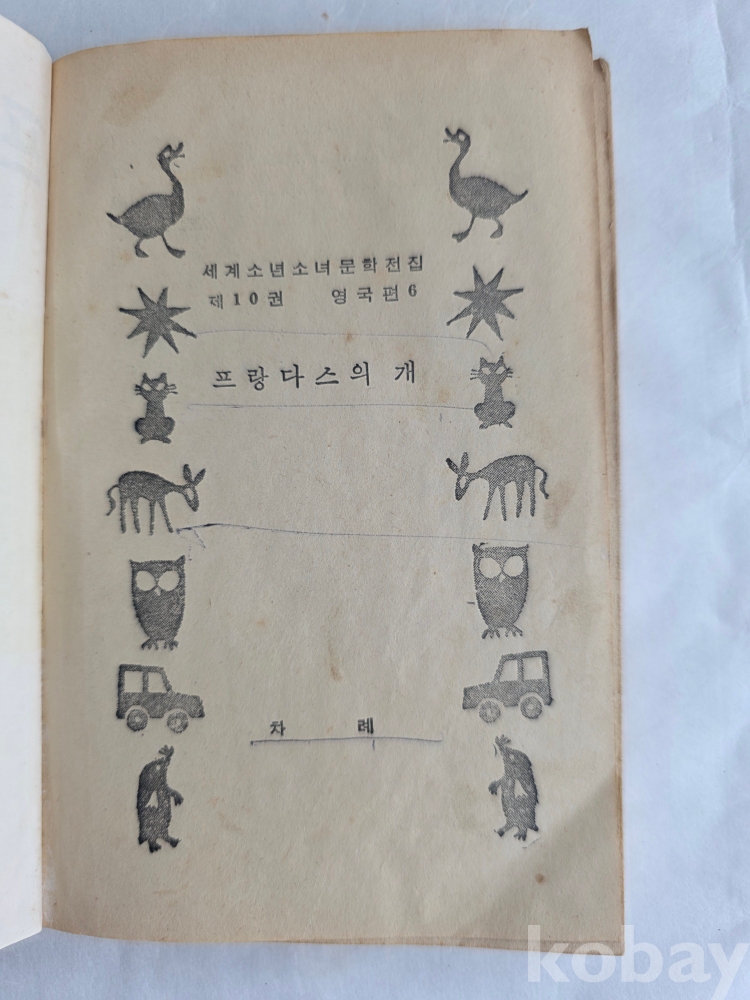 세계소년소녀문학전집
제10권 영국편6
프랑다스의 개
차 례
kobay